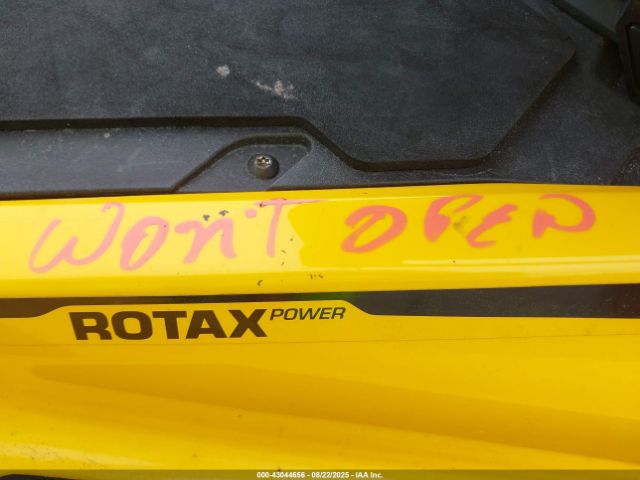 WON'T OPEN
ROTAX POWER
000-43044656 - 08/22/2025 - IAA Inc.